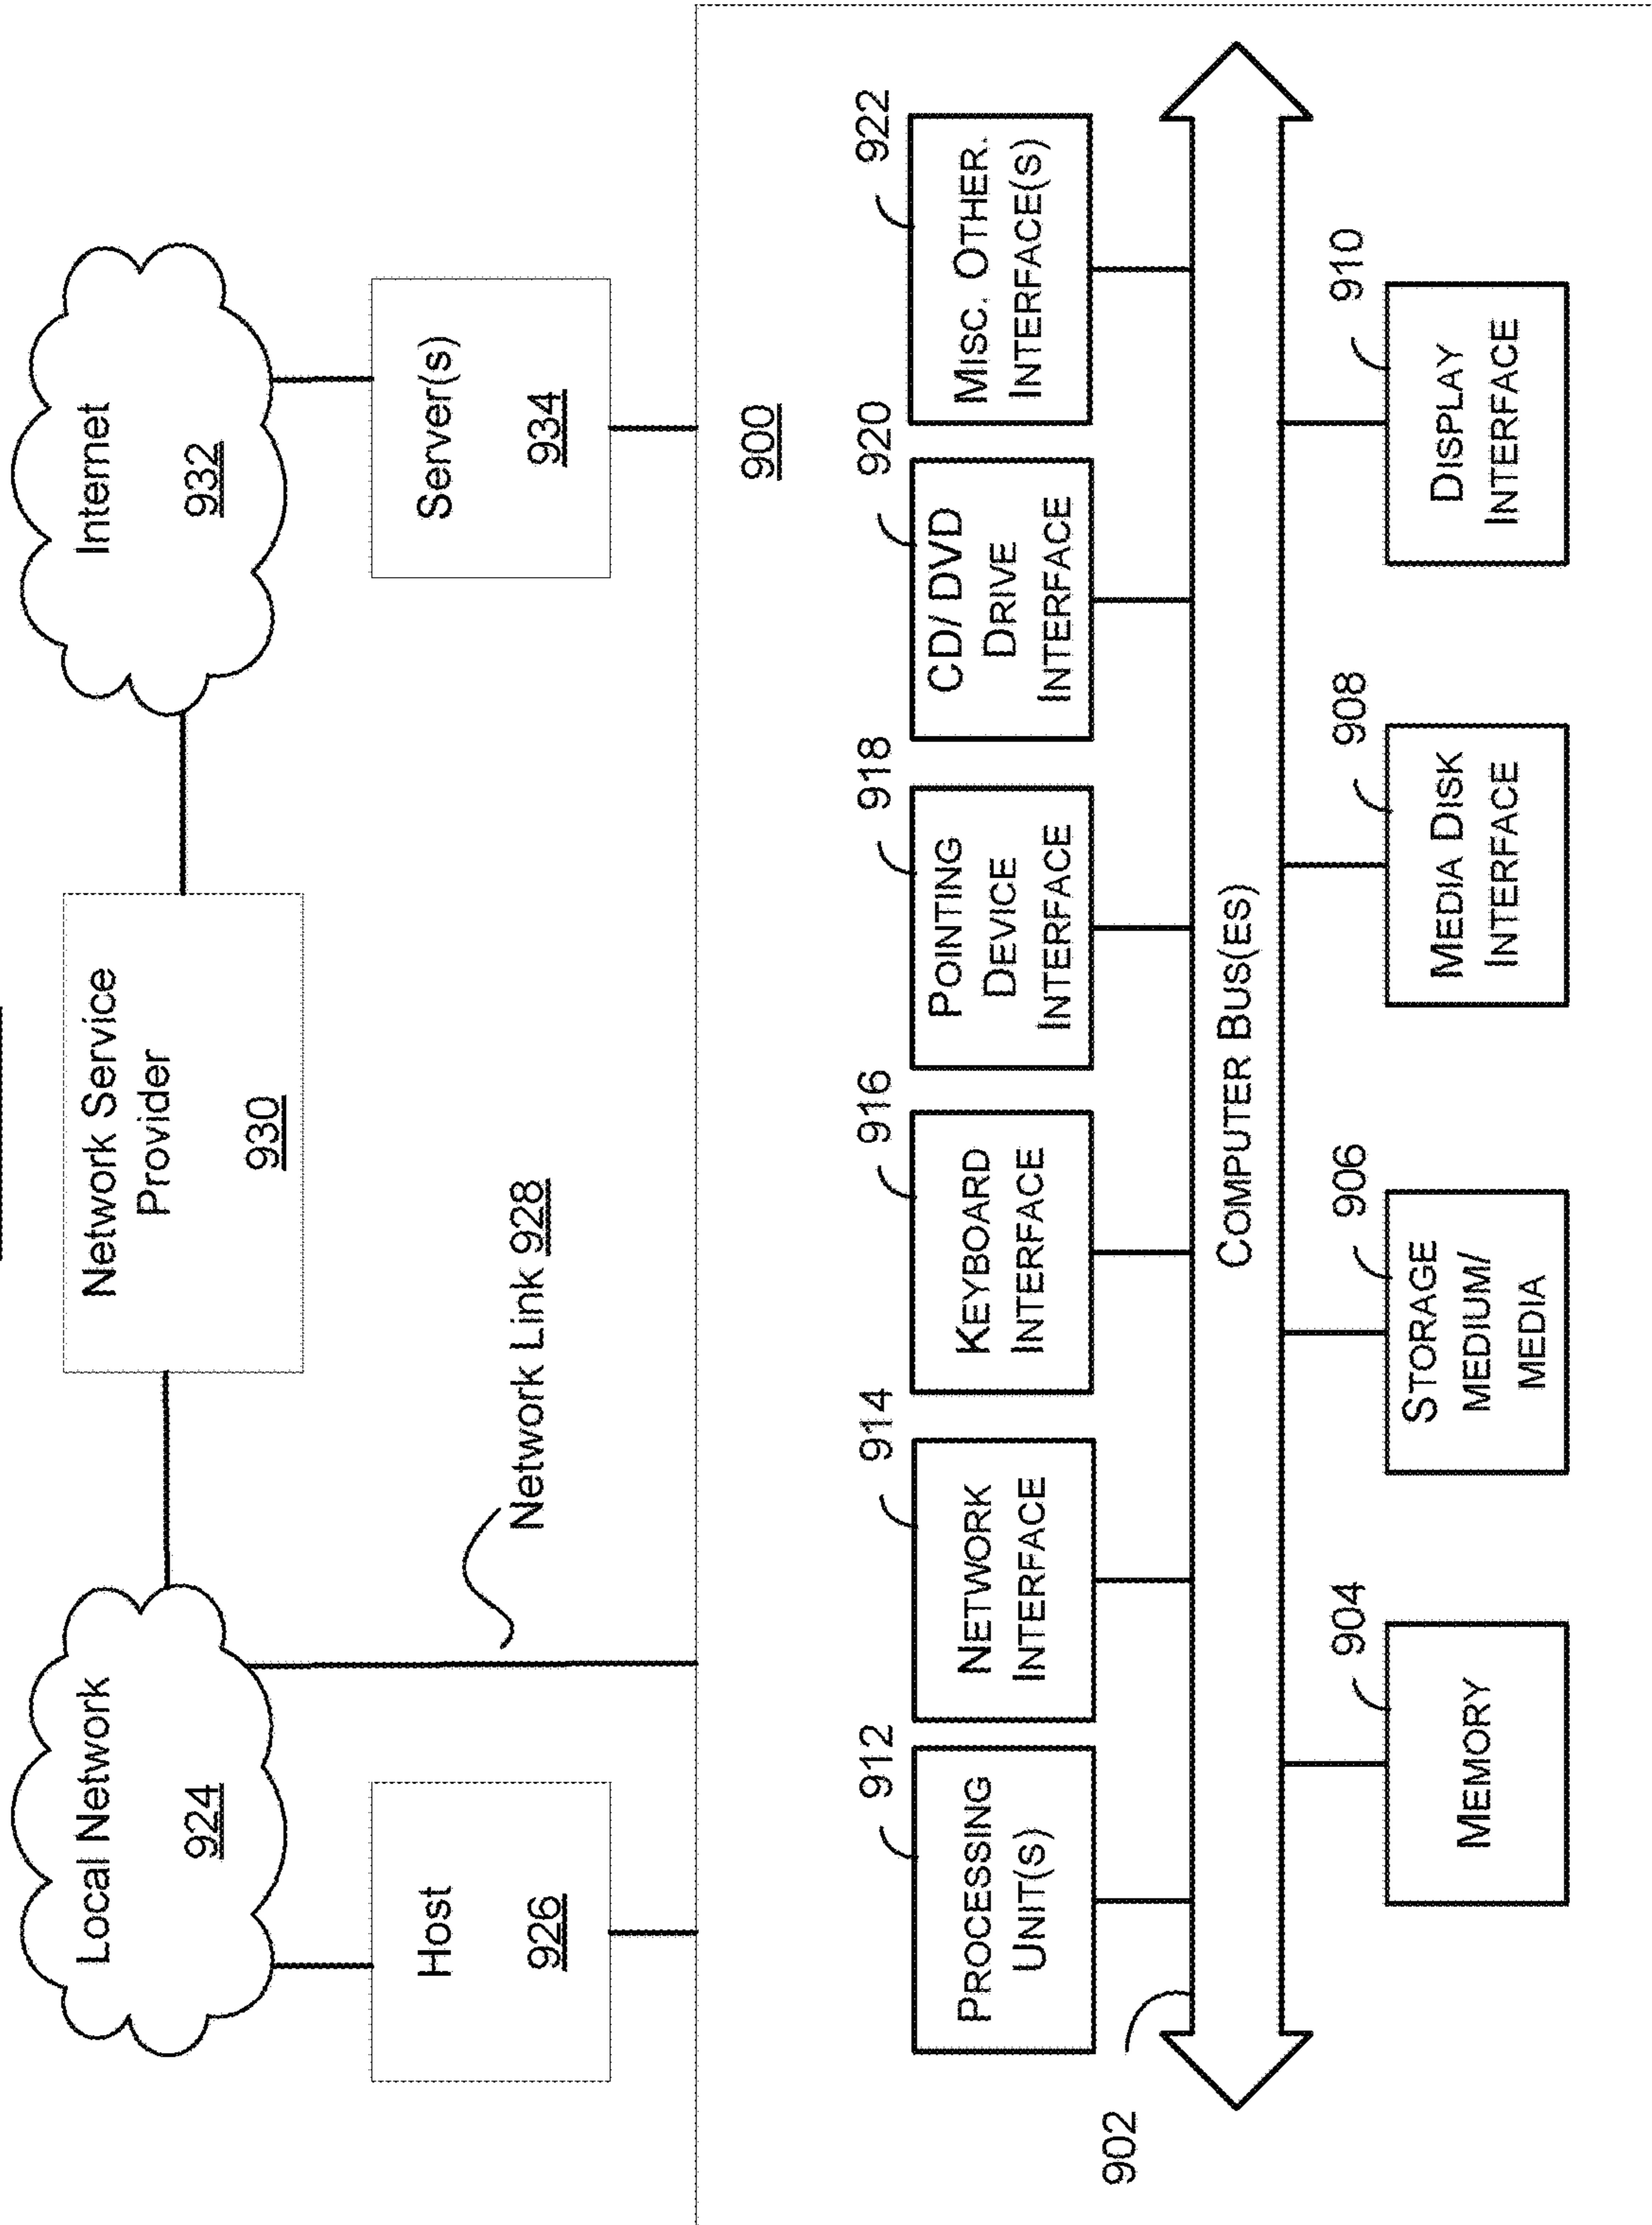 Local Network
924
Network Service
Provider
930
Internet
932
Host
926
Network Link 928
Server(s)
934
900
912
914
916
918
920
922
PROCESSING
UNIT(S)
NETWORK
INTERFACE
KEYBOARD
INTERFACE
POINTING
DEVICE
INTERFACE
CD/ DVD
DRIVE
INTERFACE
MISC. OTHER.
INTERFACE(S)
902
COMPUTER BUS(ES)
904
906
908
910
MEMORY
STORAGE
MEDIUM/
MEDIA
MEDIA DISK
INTERFACE
DISPLAY
INTERFACE